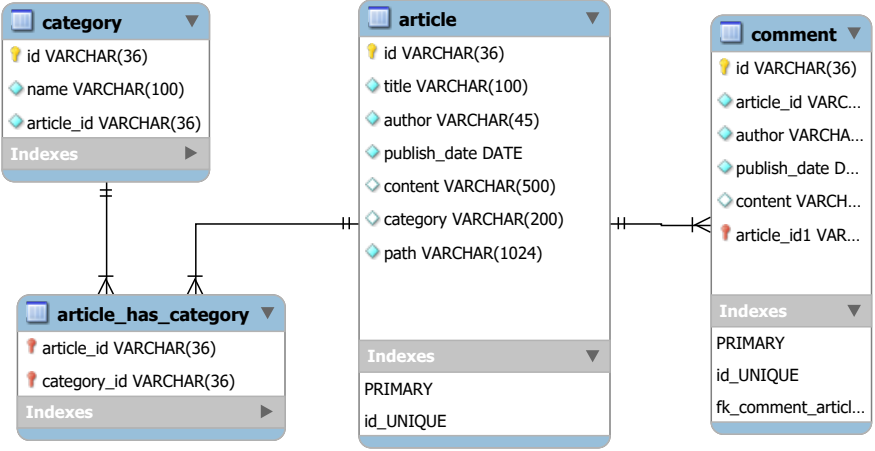 category
id VARCHAR(36)
name VARCHAR(100)
article_id VARCHAR(36)
Indexes
article_has_category
article_id VARCHAR(36)
category_id VARCHAR(36)
Indexes
article
id VARCHAR(36)
title VARCHAR(100)
author VARCHAR(45)
publish_date DATE
content VARCHAR(500)
category VARCHAR(200)
path VARCHAR(1024)
Indexes
PRIMARY
id_UNIQUE
comment
id VARCHAR(36)
article_id VARC...
author VARCHA...
publish_date D...
content VARCH...
article_id1 VAR...
Indexes
PRIMARY
id_UNIQUE
fk_comment_articl...